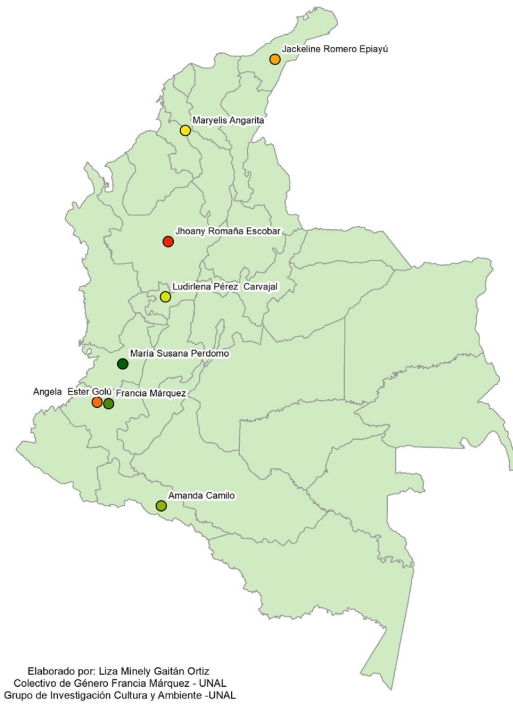 Jackeline Romero Epiayú
Maryelis Angarita
Jhoany Romaña Escobar
Ludirlena Pérez Carvajal
María Susana Perdomo
Angela Ester Golú
Francia Márquez
Amanda Camilo
Elaborado por: Liza Minely Gaitán Ortiz
Colectivo de Género Francia Márquez - UNAL
Grupo de Investigación Cultura y Ambiente -UNAL